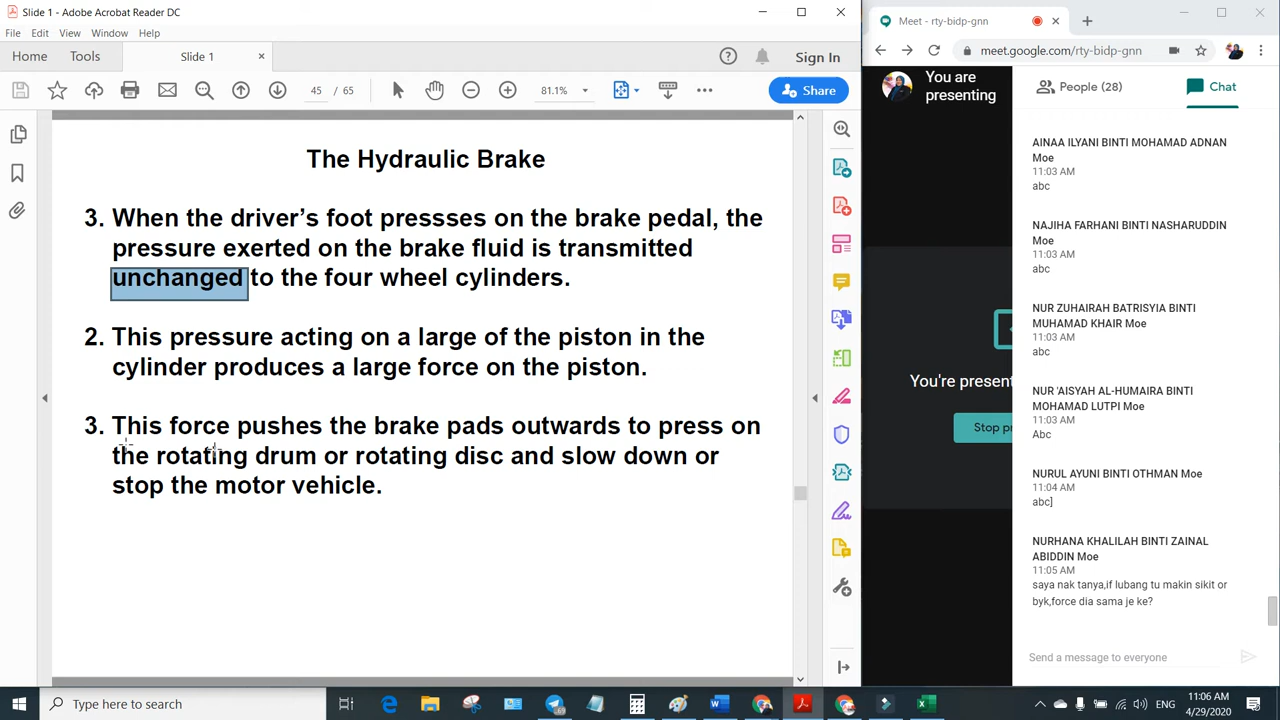 Slide 1 - Adobe Acrobat Reader DC
File Edit View Window Help
Home Tools Slide 1 × Sign In
45 / 65 81.1% Share
The Hydraulic Brake
3. When the driver's foot pressses on the brake pedal, the
pressure exerted on the brake fluid is transmitted
unchanged to the four wheel cylinders.
2. This pressure acting on a large of the piston in the
cylinder produces a large force on the piston.
3. This force pushes the brake pads outwards to press on
the rotating drum or rotating disc and slow down or
stop the motor vehicle.
Meet - rty-bidp-gnn
meet.google.com/rty-bidp-gnn
You are
presenting
People (28) Chat
You're present
Stop pr
AINAA ILYANI BINTI MOHAMAD ADNAN
Moe
11:03 AM
abc
NAJIHA FARHANI BINTI NASHARUDDIN
Moe
11:03 AM
abc
NUR ZUHAIRAH BATRISYIA BINTI
MUHAMAD KHAIR Moe
11:03 AM
abc
NUR 'AISYAH AL-HUMAIRA BINTI
MOHAMAD LUTPI Moe
11:03 AM
Abc
NURUL AYUNI BINTI OTHMAN Moe
11:04 AM
abc]
NURHANA KHALILAH BINTI ZAINAL
ABIDDIN Moe
11:05 AM
saya nak tanya,if lubang tu makin sikit or
byk,force dia sama je ke?
Send a message to everyone
Type here to search
ENG
11:06 AM
4/29/2020